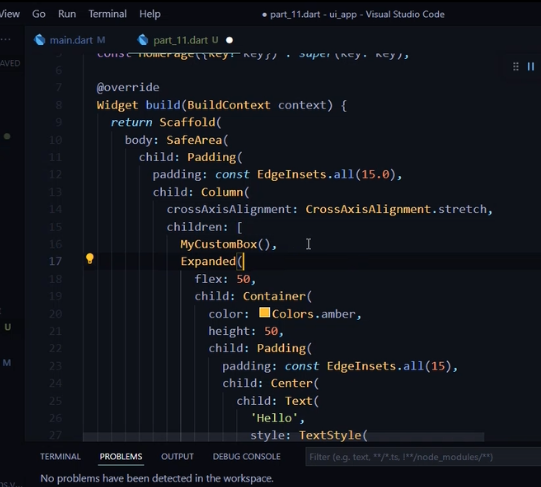 View Go Run Terminal Help
part_11.dart - ui_app - Visual Studio Code
main.dart M part_11.dart U
AVED
const HomePage({Key? key}) : super(key: key);
6
7 @override
8 Widget build(BuildContext context) {
9 return Scaffold(
10 body: SafeArea(
11 child: Padding(
12 padding: const EdgeInsets.all(15.0),
13 child: Column(
14 crossAxisAlignment: CrossAxisAlignment.stretch,
15 children: [
16 MyCustomBox(),
17 Expanded(
18 flex: 50,
19 child: Container(
20 color: Colors.amber,
U
21 height: 50,
22 child: Padding(
M
23 padding: const EdgeInsets.all(15),
24 child: Center(
25 child: Text(
26 'Hello',
27 style: TextStyle(
TERMINAL PROBLEMS OUTPUT DEBUG CONSOLE Filter (e.g. text, **/*.ts, !**/node_modules/**)
No problems have been detected in the workspace.